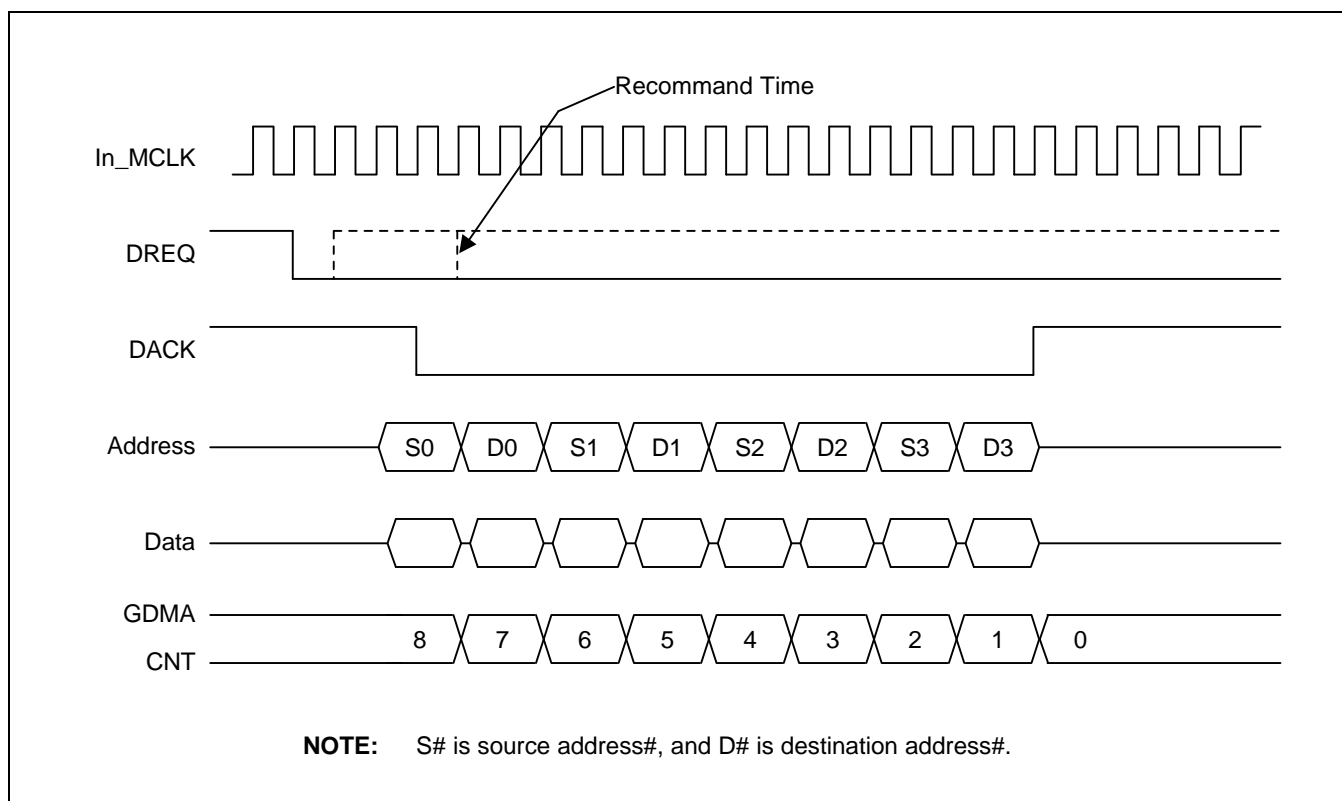 Recommand Time
In_MCLK
DREQ
DACK
Address S0 D0 S1 D1 S2 D2 S3 D3
Data
GDMA
8 7 6 5 4 3 2 1 0
CNT
NOTE: S# is source address#, and D# is destination address#.